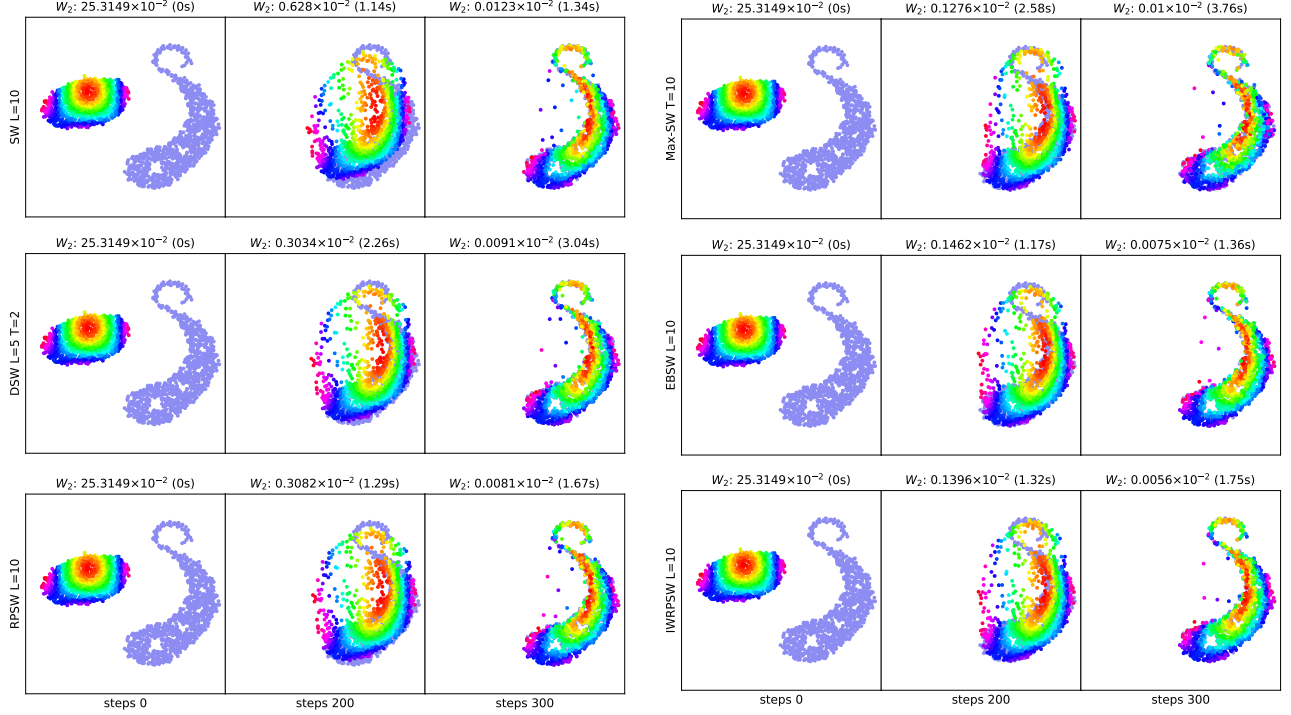 W₂: 25.3149×10⁻² (0s) W₂: 0.628×10⁻² (1.14s) W₂: 0.0123×10⁻² (1.34s)
SW L=10
W₂: 25.3149×10⁻² (0s) W₂: 0.1276×10⁻² (2.58s) W₂: 0.01×10⁻² (3.76s)
Max-SW T=10
W₂: 25.3149×10⁻² (0s) W₂: 0.3034×10⁻² (2.26s) W₂: 0.0091×10⁻² (3.04s)
DSW L=5 T=2
W₂: 25.3149×10⁻² (0s) W₂: 0.1462×10⁻² (1.17s) W₂: 0.0075×10⁻² (1.36s)
EBSW L=10
W₂: 25.3149×10⁻² (0s) W₂: 0.3082×10⁻² (1.29s) W₂: 0.0081×10⁻² (1.67s)
RPSW L=10
steps 0 steps 200 steps 300
W₂: 25.3149×10⁻² (0s) W₂: 0.1396×10⁻² (1.32s) W₂: 0.0056×10⁻² (1.75s)
IWRPSW L=10
steps 0 steps 200 steps 300